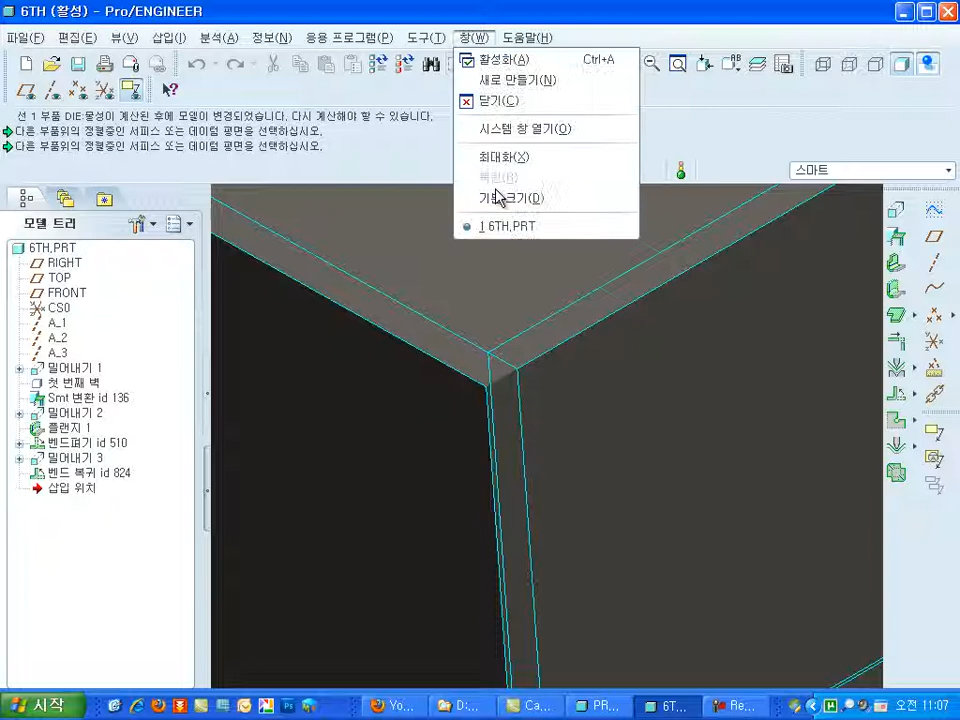 6TH (활성) - Pro/ENGINEER
파일(F) 편집(E) 뷰(V) 삽입(I) 분석(A) 정보(N) 응용 프로그램(P) 도구(T) 창(W) 도움말(H)
활성화(A) Ctrl+A
새로 만들기(N)
닫기(C)
시스템 창 열기(O)
최대화(X)
복원(R)
크기(D)
1 6TH.PRT
선 1 부품 DIE:물성이 계산된 후에 모델이 변경되었습니다. 다시 계산해야 할 수 있습니다.
다른 부품위의 정렬중인 서피스 또는 데이텀 평면을 선택하십시오.
다른 부품위의 정렬중인 서피스 또는 데이텀 평면을 선택하십시오.
스마트
모델 트리
6TH.PRT
RIGHT
TOP
FRONT
CS0
A_1
A_2
A_3
밀어내기 1
첫 번째 벽
Smt 변환 id 136
밀어내기 2
플랜지 1
벤드펴기 id 510
밀어내기 3
벤드 복귀 id 824
삽입 위치
시작 Yo... D:... Ca... PR... 6T... Re... 오전 11:07